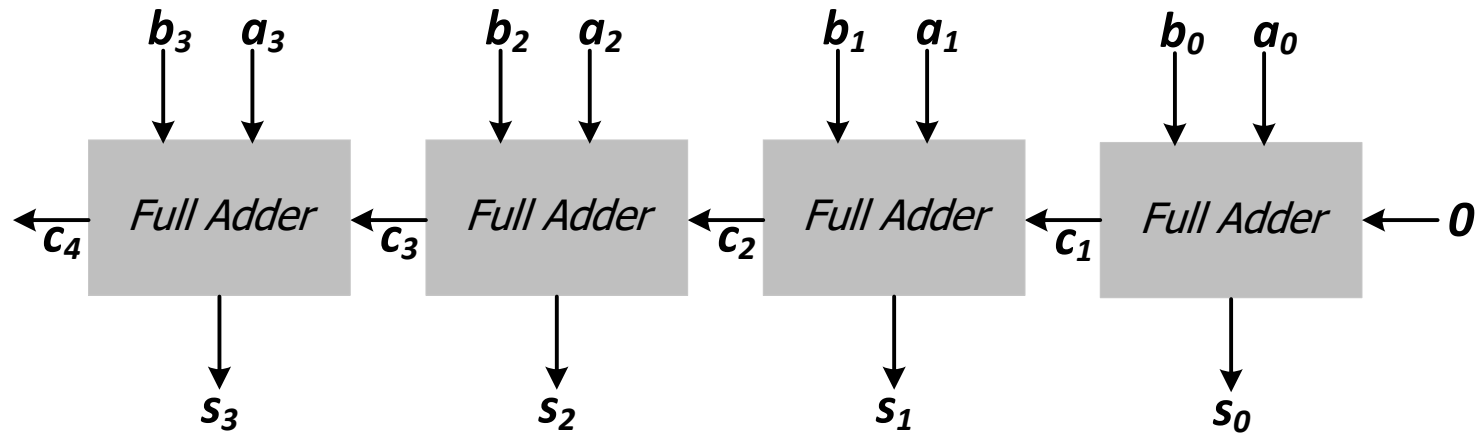 b₃ a₃ b₂ a₂ b₁ a₁ b₀ a₀
Full Adder Full Adder Full Adder Full Adder 0
c₄ c₃ c₂ c₁
s₃ s₂ s₁ s₀